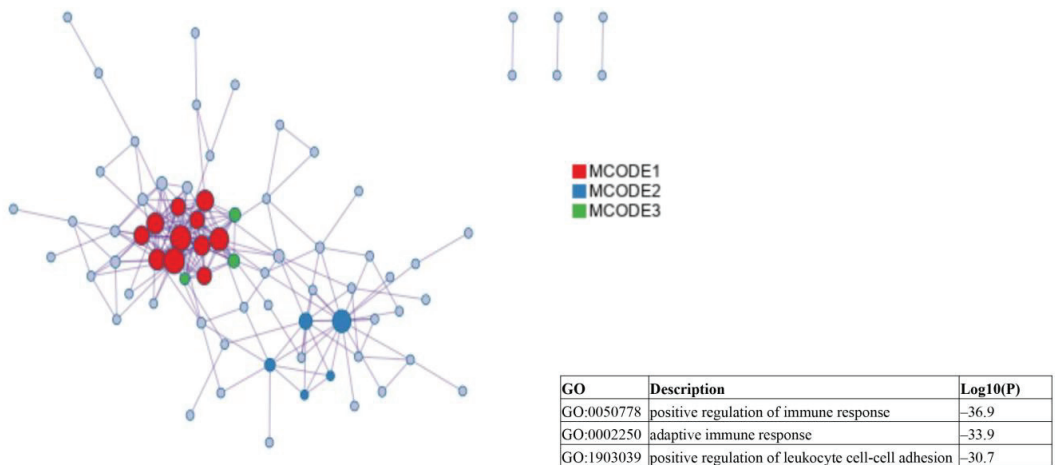 MCODE1
MCODE2
MCODE3
GO Description Log10(P)
GO:0050778 positive regulation of immune response –36.9
GO:0002250 adaptive immune response –33.9
GO:1903039 positive regulation of leukocyte cell-cell adhesion –30.7